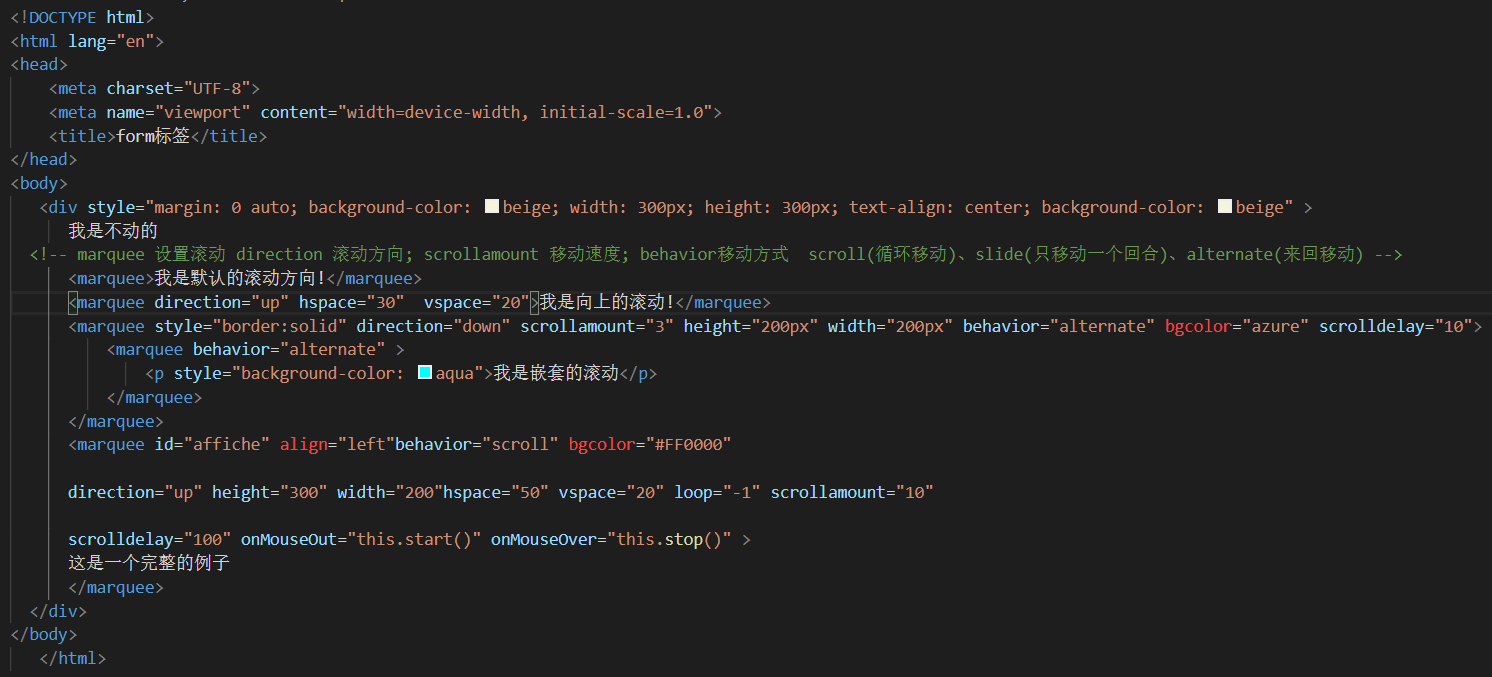 <!DOCTYPE html>
<html lang="en">
<head>
    <meta charset="UTF-8">
    <meta name="viewport" content="width=device-width, initial-scale=1.0">
    <title>form标签</title>
</head>
<body>
   <div style="margin: 0 auto; background-color: beige; width: 300px; height: 300px; text-align: center; background-color: beige" >
      我是不动的
  <!-- marquee 设置滚动 direction 滚动方向; scrollamount 移动速度; behavior移动方式  scroll(循环移动)、slide(只移动一个回合)、alternate(来回移动) -->
      <marquee>我是默认的滚动方向!</marquee>
      <marquee direction="up" hspace="30"  vspace="20">我是向上的滚动!</marquee>
      <marquee style="border:solid" direction="down" scrollamount="3" height="200px" width="200px" behavior="alternate" bgcolor="azure" scrolldelay="10">
          <marquee behavior="alternate" >
              <p style="background-color: aqua">我是嵌套的滚动</p>
          </marquee>
      </marquee>
      <marquee id="affiche" align="left"behavior="scroll" bgcolor="#FF0000"
      direction="up" height="300" width="200"hspace="50" vspace="20" loop="-1" scrollamount="10"
      scrolldelay="100" onMouseOut="this.start()" onMouseOver="this.stop()" >
      这是一个完整的例子
      </marquee>
  </div>
</body>
   </html>